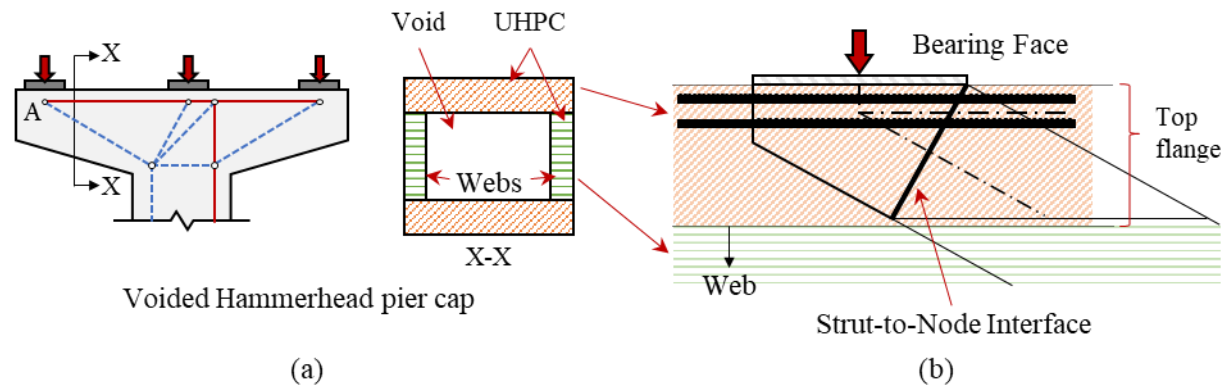 X
A
X
Voided Hammerhead pier cap
(a)
Void
UHPC
Webs
X-X
Bearing Face
Top
flange
Web
Strut-to-Node Interface
(b)